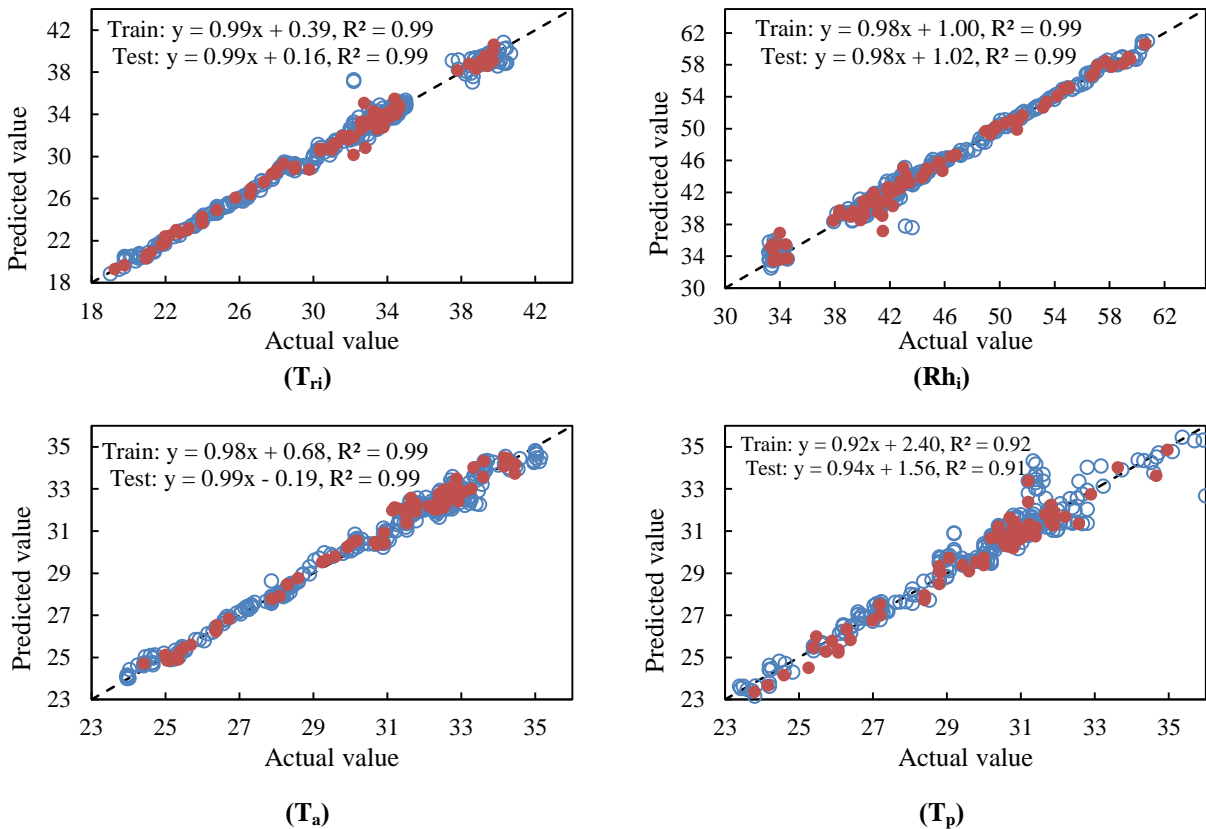 Train: y = 0.99x + 0.39, R² = 0.99
Test: y = 0.99x + 0.16, R² = 0.99
Predicted value
42
38
34
30
26
22
18
18 22 26 30 34 38 42
Actual value
(Tri)
Train: y = 0.98x + 1.00, R² = 0.99
Test: y = 0.98x + 1.02, R² = 0.99
Predicted value
62
58
54
50
46
42
38
34
30
30 34 38 42 46 50 54 58 62
Actual value
(Rhi)
Train: y = 0.98x + 0.68, R² = 0.99
Test: y = 0.99x - 0.19, R² = 0.99
Predicted value
35
33
31
29
27
25
23
23 25 27 29 31 33 35
Actual value
(Ta)
Train: y = 0.92x + 2.40, R² = 0.92
Test: y = 0.94x + 1.56, R² = 0.91
Predicted value
35
33
31
29
27
25
23
23 25 27 29 31 33 35
Actual value
(Tp)